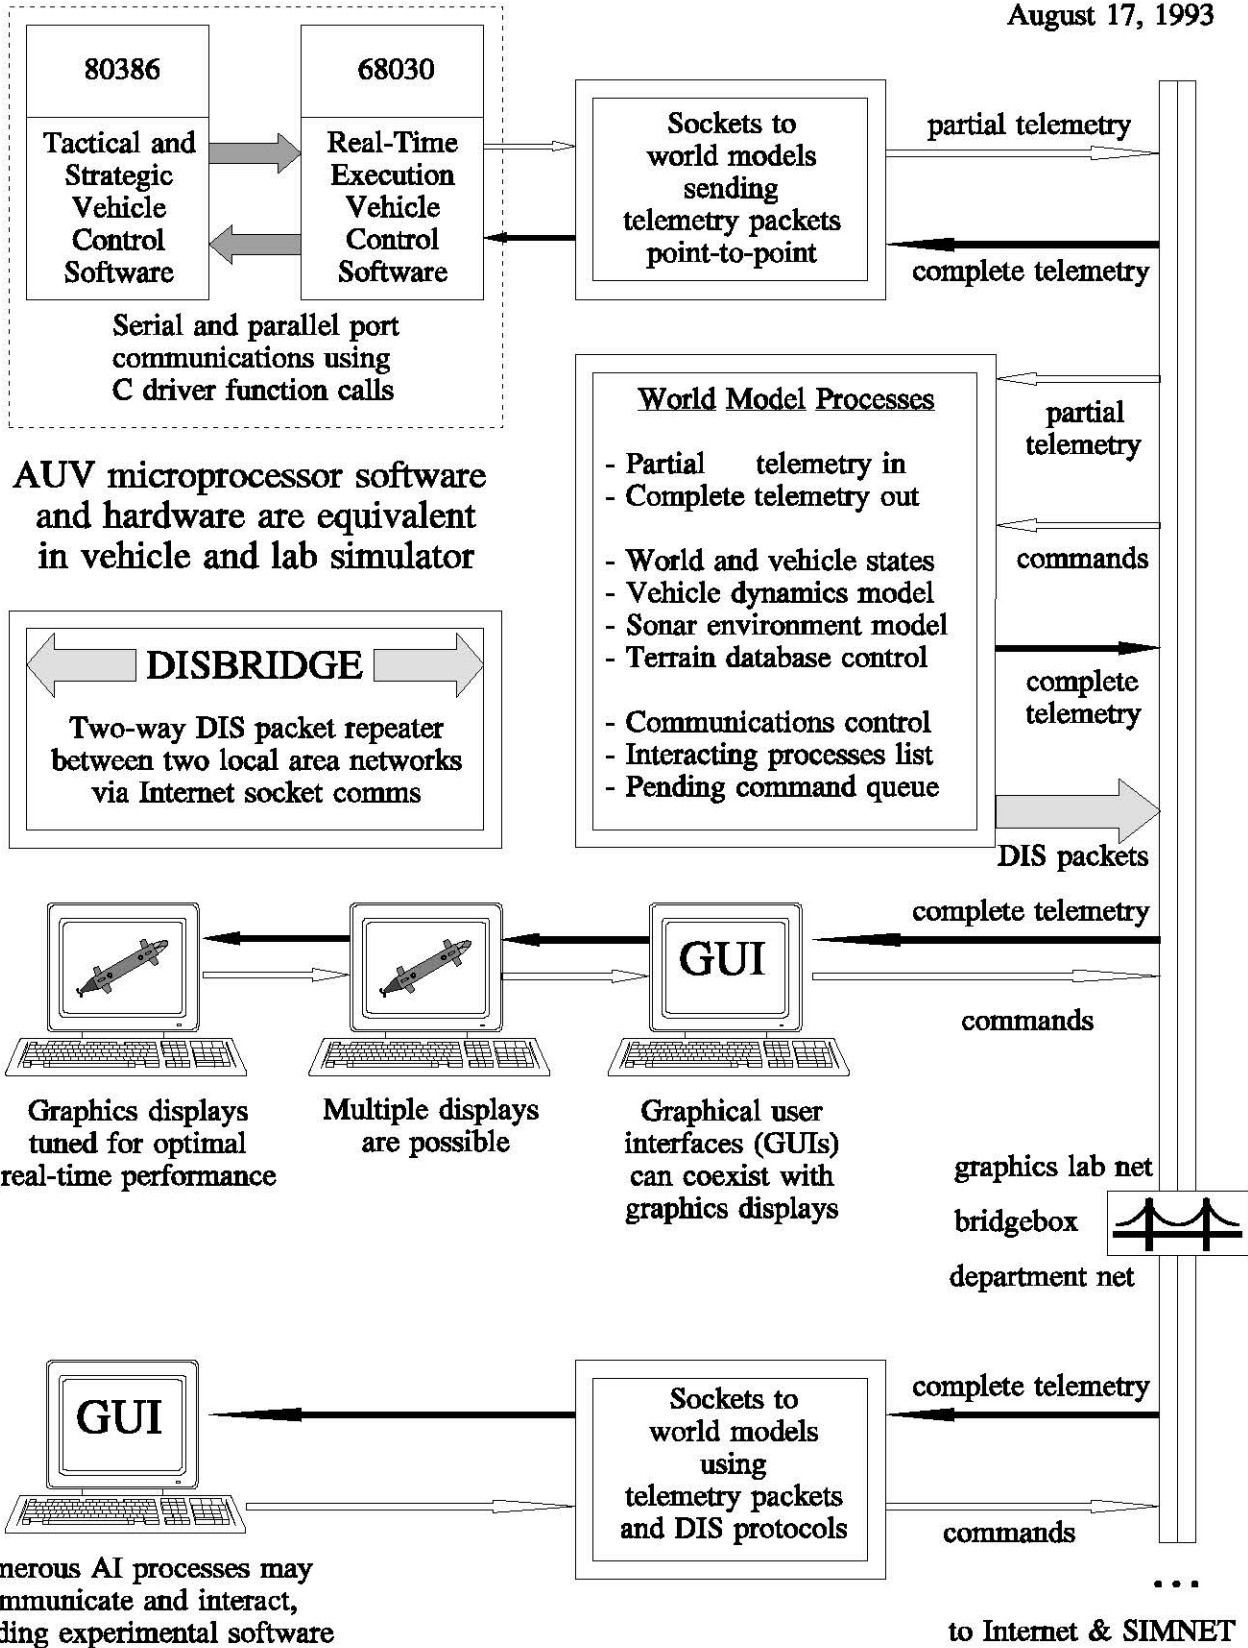 August 17, 1993
80386
Tactical and
Strategic
Vehicle
Control
Software
68030
Real-Time
Execution
Vehicle
Control
Software
Serial and parallel port
communications using
C driver function calls
Sockets to
world models
sending
telemetry packets
point-to-point
partial telemetry
complete telemetry
AUV microprocessor software
and hardware are equivalent
in vehicle and lab simulator
World Model Processes
- Partial telemetry in
- Complete telemetry out
- World and vehicle states
- Vehicle dynamics model
- Sonar environment model
- Terrain database control
- Communications control
- Interacting processes list
- Pending command queue
partial
telemetry
commands
complete
telemetry
DIS packets
DISBRIDGE
Two-way DIS packet repeater
between two local area networks
via Internet socket comms
complete telemetry
GUI
commands
Graphics displays
tuned for optimal
real-time performance
Multiple displays
are possible
Graphical user
interfaces (GUIs)
can coexist with
graphics displays
graphics lab net
bridgebox
department net
GUI
Sockets to
world models
using
telemetry packets
and DIS protocols
complete telemetry
commands
nerous AI processes may
mmunicate and interact,
ding experimental software
...
to Internet & SIMNET